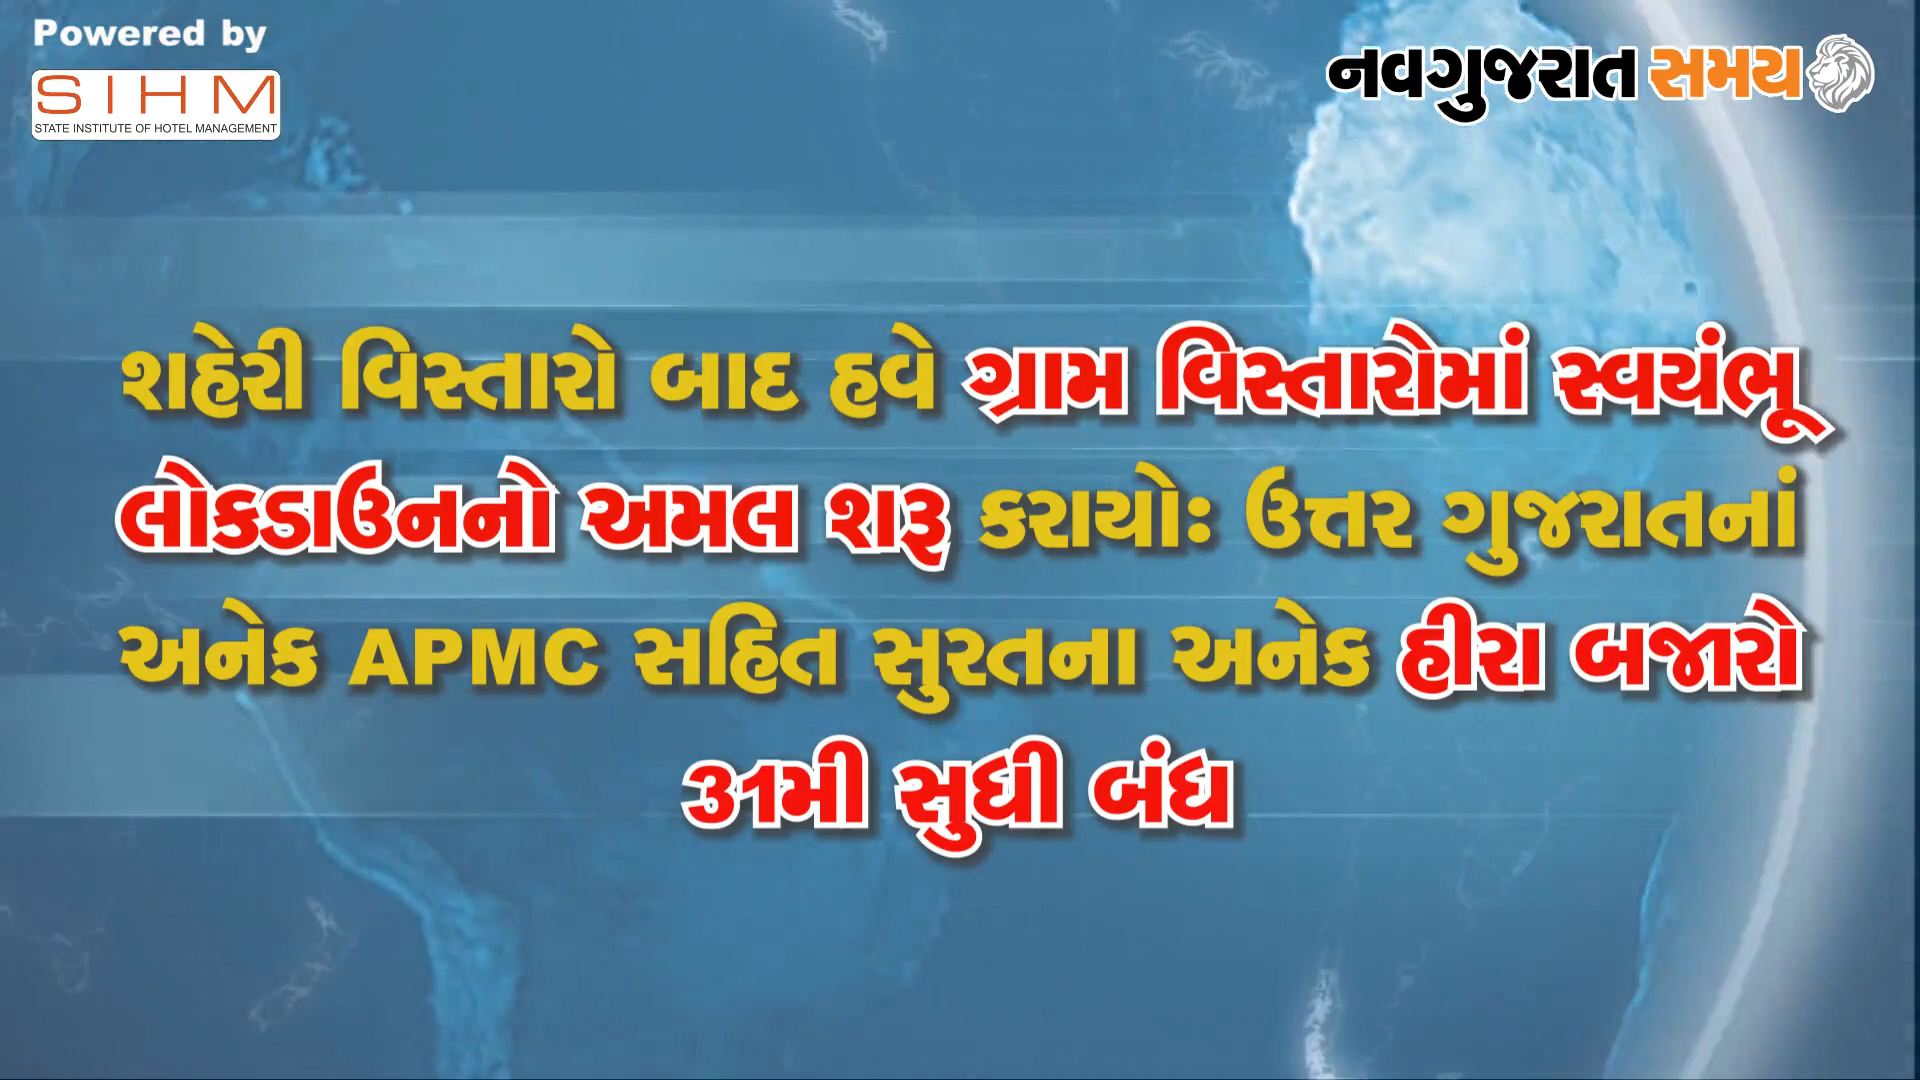 Powered by
SIHM
STATE INSTITUTE OF HOTEL MANAGEMENT
નવગુજરાત સમય
શહેરી વિસ્તારો બાદ હવે ગ્રામ વિસ્તારોમાં સ્વયંભૂ
લોકડાઉનનો અમલ શરૂ કરાયોઃ ઉત્તર ગુજરાતનાં
અનેક APMC સહિત સુરતના અનેક હીરા બજારો
31મી સુધી બંધ